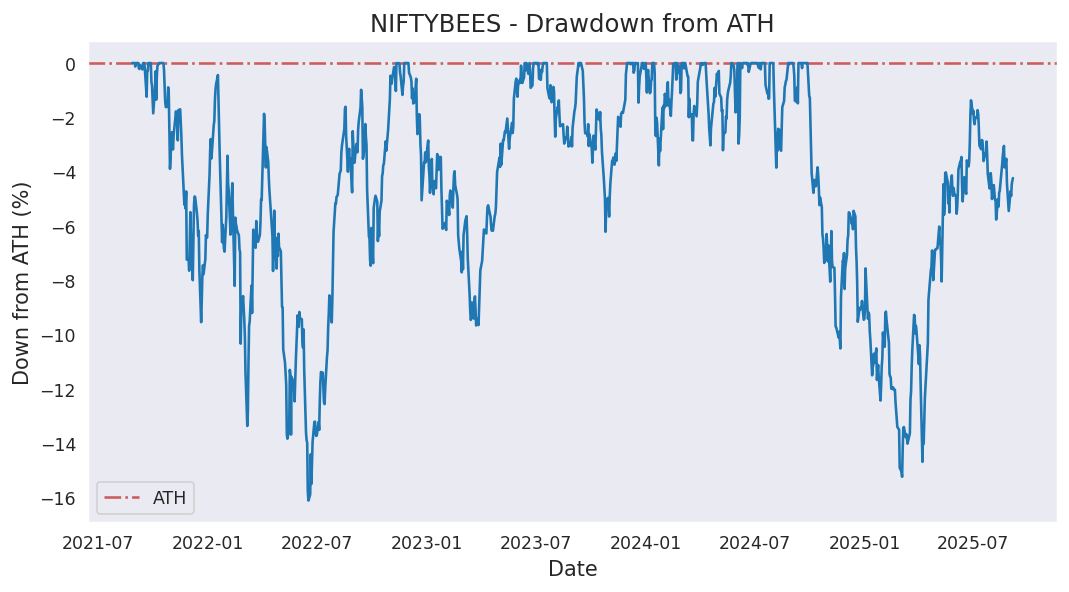 NIFTYBEES - Drawdown from ATH
Down from ATH (%)
0
−2
−4
−6
−8
−10
−12
−14
−16
ATH
2021-07 2022-01 2022-07 2023-01 2023-07 2024-01 2024-07 2025-01 2025-07
Date